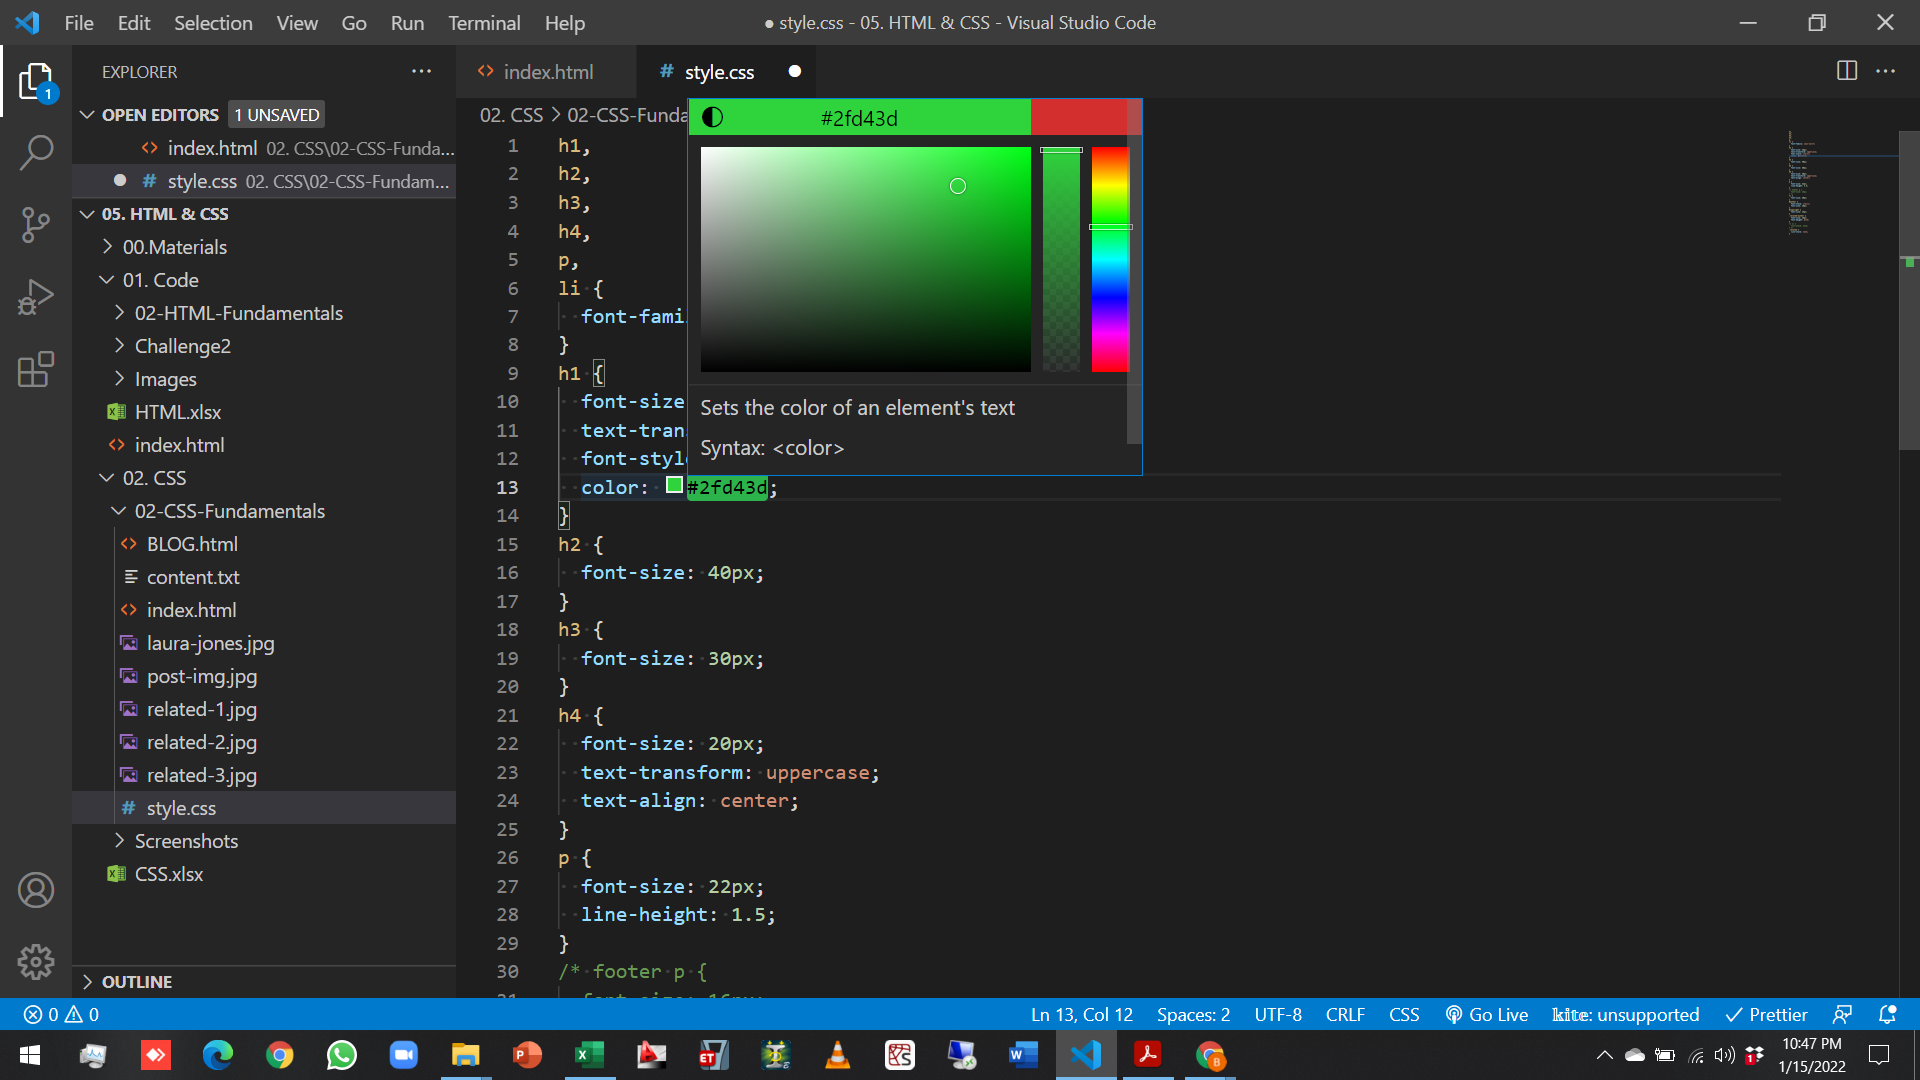 File Edit Selection View Go Run Terminal Help
● style.css - 05. HTML & CSS - Visual Studio Code
1
EXPLORER
OPEN EDITORS 1 UNSAVED
index.html 02. CSS\02-CSS-Funda...
style.css 02. CSS\02-CSS-Fundam...
05. HTML & CSS
00.Materials
01. Code
02-HTML-Fundamentals
Challenge2
Images
HTML.xlsx
index.html
02. CSS
02-CSS-Fundamentals
BLOG.html
content.txt
index.html
laura-jones.jpg
post-img.jpg
related-1.jpg
related-2.jpg
related-3.jpg
style.css
Screenshots
CSS.xlsx
OUTLINE
index.html
# style.css
02. CSS > 02-CSS-Funda
#2fd43d
Sets the color of an element's text
Syntax: <color>
1 h1,
2 h2,
3 h3,
4 h4,
5 p,
6 li {
7 font-fami
8 }
9 h1 {
10 font-size
11 text-tran
12 font-styl
13 color: #2fd43d;
14 }
15 h2 {
16 font-size: 40px;
17 }
18 h3 {
19 font-size: 30px;
20 }
21 h4 {
22 font-size: 20px;
23 text-transform: uppercase;
24 text-align: center;
25 }
26 p {
27 font-size: 22px;
28 line-height: 1.5;
29 }
30 /* footer p {
31 font-size: 16px;
0 0
Ln 13, Col 12 Spaces: 2 UTF-8 CRLF CSS Go Live kite: unsupported Prettier
10:47 PM
1/15/2022